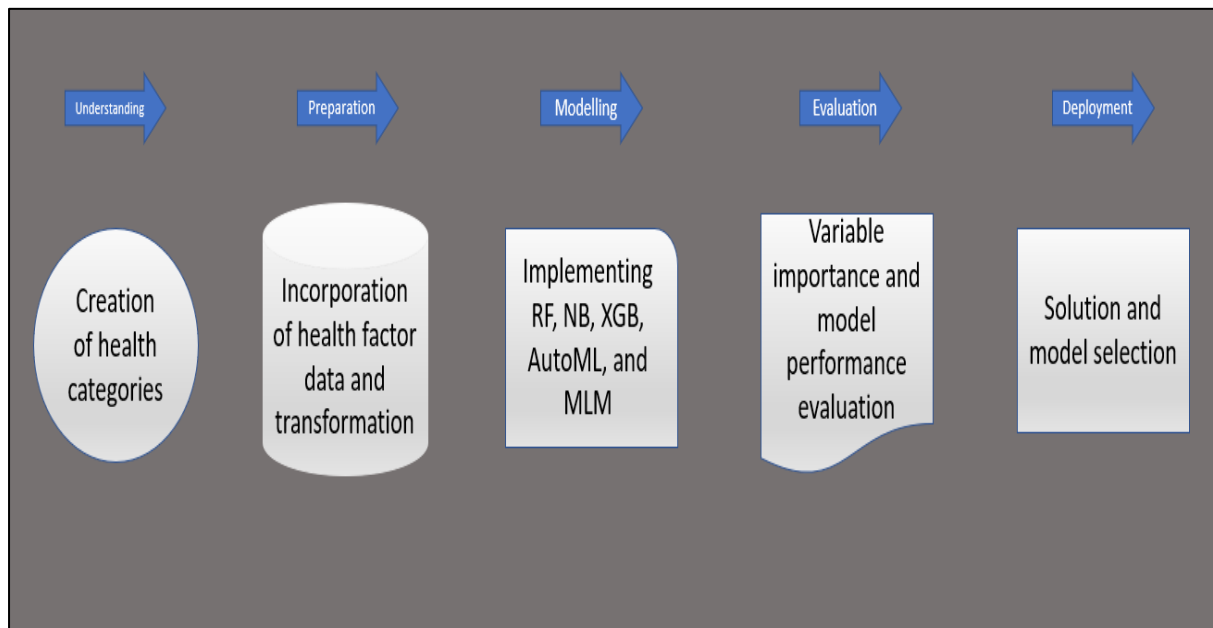 Understanding
Preparation
Modelling
Evaluation
Deployment
Creation
of health
categories
Incorporation
of health factor
data and
transformation
Implementing
RF, NB, XGB,
AutoML, and
MLM
Variable
importance and
model
performance
evaluation
Solution and
model selection